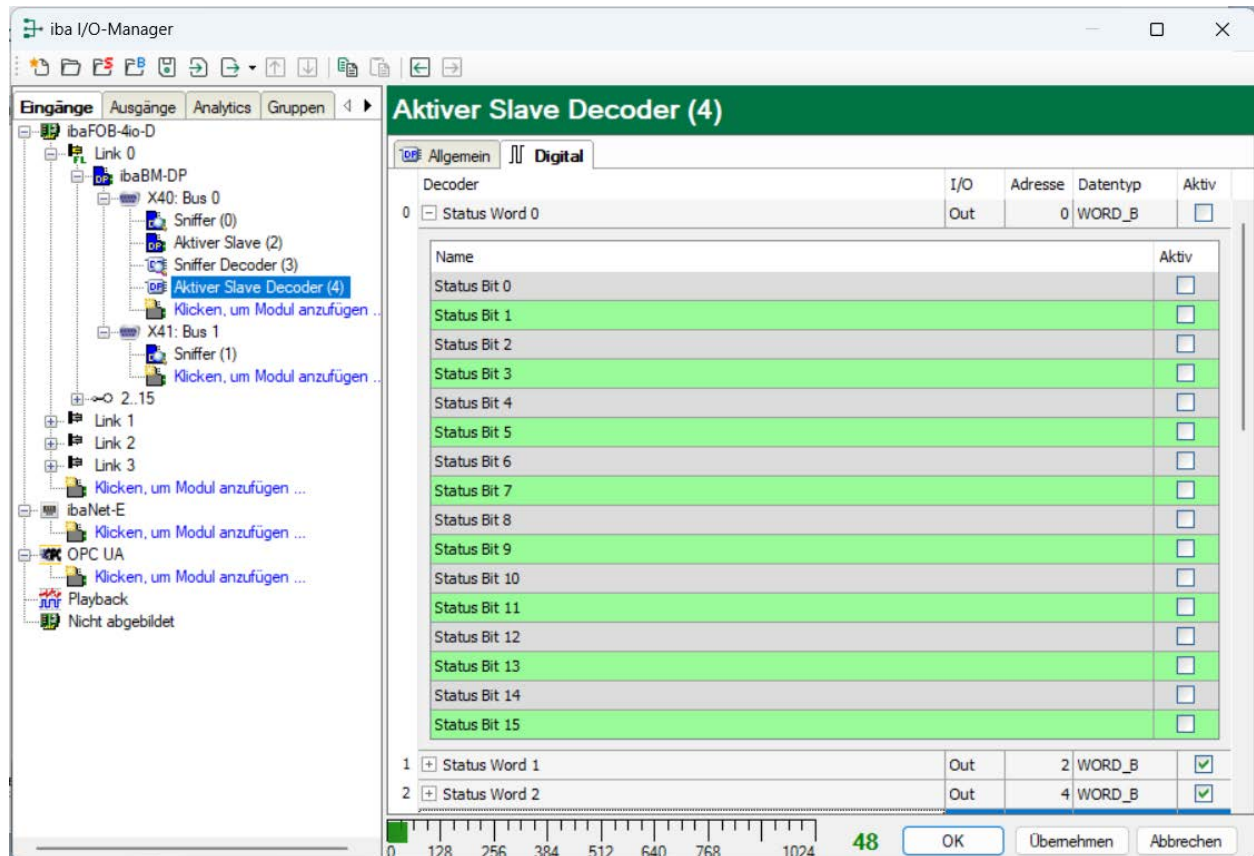 iba I/O-Manager
Eingänge Ausgänge Analytics Gruppen
ibaFOB-4io-D
Link 0
ibaBM-DP
X40: Bus 0
Sniffer (0)
Aktiver Slave (2)
Sniffer Decoder (3)
Aktiver Slave Decoder (4)
Klicken, um Modul anzufügen ..
X41: Bus 1
Sniffer (1)
Klicken, um Modul anzufügen ..
2..15
Link 1
Link 2
Link 3
Klicken, um Modul anzufügen ...
ibaNet-E
Klicken, um Modul anzufügen ...
OPC UA
Klicken, um Modul anzufügen ...
Playback
Nicht abgebildet
Aktiver Slave Decoder (4)
Allgemein Digital
Decoder I/O Adresse Datentyp Aktiv
0 Status Word 0 Out 0 WORD_B
Name Aktiv
Status Bit 0
Status Bit 1
Status Bit 2
Status Bit 3
Status Bit 4
Status Bit 5
Status Bit 6
Status Bit 7
Status Bit 8
Status Bit 9
Status Bit 10
Status Bit 11
Status Bit 12
Status Bit 13
Status Bit 14
Status Bit 15
1 Status Word 1 Out 2 WORD_B
2 Status Word 2 Out 4 WORD_B
0 128 256 384 512 640 768 1024 48 OK Übernehmen Abbrechen